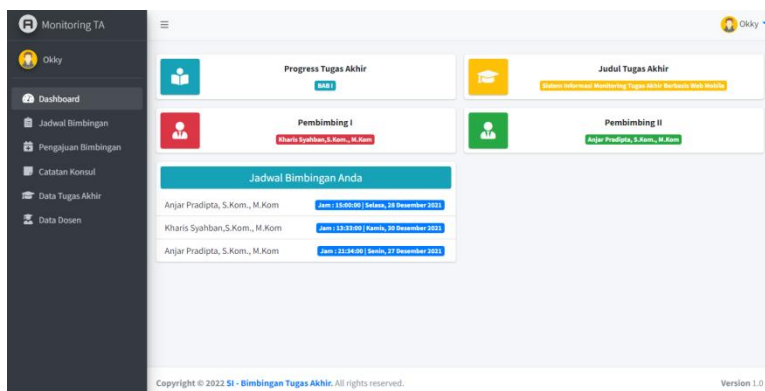 Monitoring TA
Okky
Okky
Dashboard
Jadwal Bimbingan
Pengajuan Bimbingan
Catatan Konsul
Data Tugas Akhir
Data Dosen
Progress Tugas Akhir
BAB I
Judul Tugas Akhir
Sistem Informasi Monitoring Tugas Akhir Berbasis Web Mobile
Pembimbing I
Kharis Syahban,S.Kom., M.Kom
Pembimbing II
Anjar Pradipta, S.Kom., M.Kom
Jadwal Bimbingan Anda
Anjar Pradipta, S.Kom., M.Kom Jam : 15:00:00 | Selasa, 28 Desember 2021
Kharis Syahban,S.Kom., M.Kom Jam : 13:33:00 | Kamis, 30 Desember 2021
Anjar Pradipta, S.Kom., M.Kom Jam : 21:34:00 | Senin, 27 Desember 2021
Copyright © 2022 SI - Bimbingan Tugas Akhir. All rights reserved.
Version 1.0